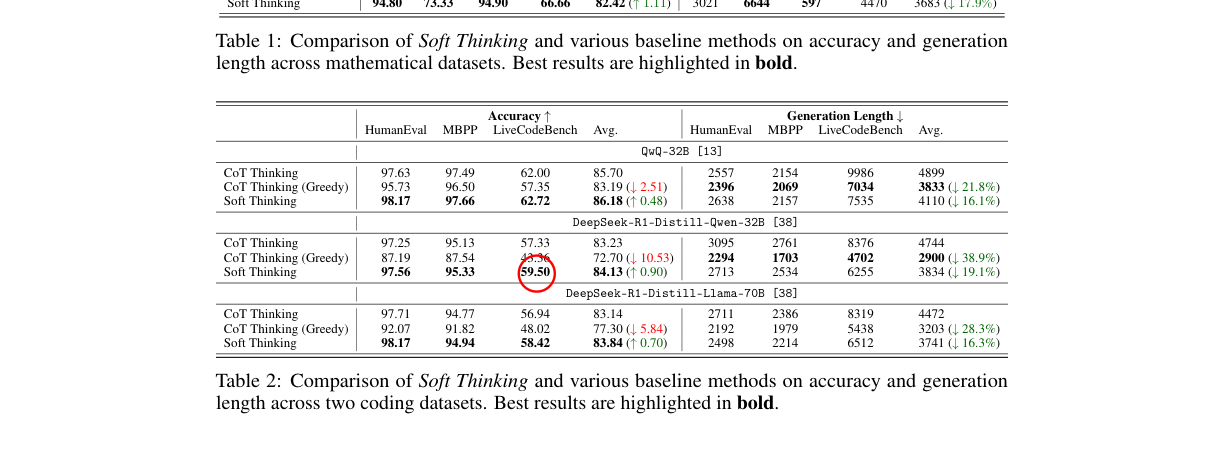 Soft Thinking 94.80 73.33 94.90 66.66 82.42 (↑ 1.11) 3021 6644 597 4470 3683 (↓ 17.9%)
Table 1: Comparison of Soft Thinking and various baseline methods on accuracy and generation
length across mathematical datasets. Best results are highlighted in bold.
Accuracy ↑ Generation Length ↓
HumanEval MBPP LiveCodeBench Avg. HumanEval MBPP LiveCodeBench Avg.
QwQ-32B [13]
CoT Thinking 97.63 97.49 62.00 85.70 2557 2154 9986 4899
CoT Thinking (Greedy) 95.73 96.50 57.35 83.19 (↓ 2.51) 2396 2069 7034 3833 (↓ 21.8%)
Soft Thinking 98.17 97.66 62.72 86.18 (↑ 0.48) 2638 2157 7535 4110 (↓ 16.1%)
DeepSeek-R1-Distill-Qwen-32B [38]
CoT Thinking 97.25 95.13 57.33 83.23 3095 2761 8376 4744
CoT Thinking (Greedy) 87.19 87.54 43.36 72.70 (↓ 10.53) 2294 1703 4702 2900 (↓ 38.9%)
Soft Thinking 97.56 95.33 59.50 84.13 (↑ 0.90) 2713 2534 6255 3834 (↓ 19.1%)
DeepSeek-R1-Distill-Llama-70B [38]
CoT Thinking 97.71 94.77 56.94 83.14 2711 2386 8319 4472
CoT Thinking (Greedy) 92.07 91.82 48.02 77.30 (↓ 5.84) 2192 1979 5438 3203 (↓ 28.3%)
Soft Thinking 98.17 94.94 58.42 83.84 (↑ 0.70) 2498 2214 6512 3741 (↓ 16.3%)
Table 2: Comparison of Soft Thinking and various baseline methods on accuracy and generation
length across two coding datasets. Best results are highlighted in bold.